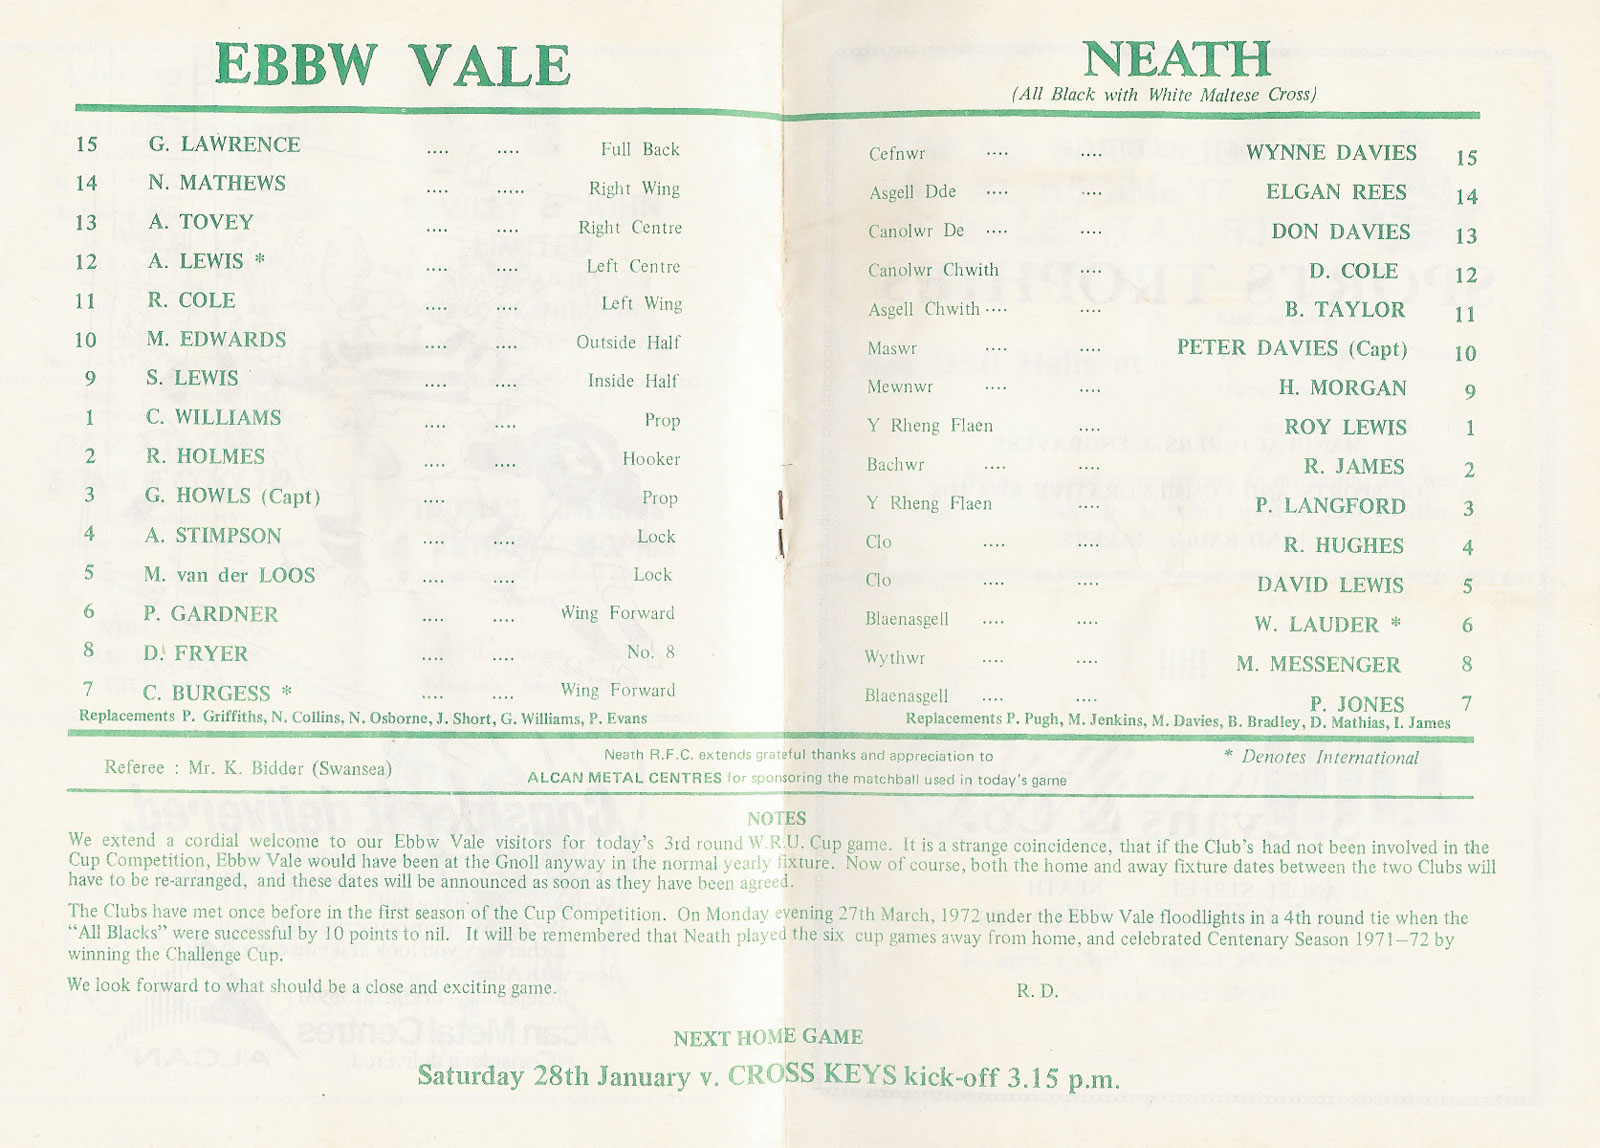 EBBW VALE
15 G. LAWRENCE .... .... Full Back
14 N. MATHEWS .... ..... Right Wing
13 A. TOVEY .... .... Right Centre
12 A. LEWIS * .... .... Left Centre
11 R. COLE .... .... Left Wing
10 M. EDWARDS .... .... Outside Half
9 S. LEWIS .... .... Inside Half
1 C. WILLIAMS .... .... Prop
2 R. HOLMES .... .... Hooker
3 G. HOWLS (Capt) .... Prop
4 A. STIMPSON .... .... Lock
5 M. van der LOOS .... .... Lock
6 P. GARDNER .... .... Wing Forward
8 D. FRYER .... .... No. 8
7 C. BURGESS * .... .... Wing Forward
Replacements P. Griffiths, N. Collins, N. Osborne, J. Short, G. Williams, P. Evans
NEATH
(All Black with White Maltese Cross)
Cefnwr .... .... WYNNE DAVIES 15
Asgell Dde .... .... ELGAN REES 14
Canolwr De .... .... DON DAVIES 13
Canolwr Chwith .... D. COLE 12
Asgell Chwith .... .... B. TAYLOR 11
Maswr .... .... PETER DAVIES (Capt) 10
Mewnwr .... .... H. MORGAN 9
Y Rheng Flaen .... ROY LEWIS 1
Bachwr .... .... R. JAMES 2
Y Rheng Flaen .... P. LANGFORD 3
Clo .... .... R. HUGHES 4
Clo .... .... DAVID LEWIS 5
Blaenasgell .... .... W. LAUDER * 6
Wythwr .... .... M. MESSENGER 8
Blaenasgell .... .... P. JONES 7
Replacements P. Pugh, M. Jenkins, M. Davies, B. Bradley, D. Mathias, I. James
Referee : Mr. K. Bidder (Swansea)
Neath R.F.C. extends grateful thanks and appreciation to
ALCAN METAL CENTRES for sponsoring the matchball used in today's game
* Denotes International
NOTES
We extend a cordial welcome to our Ebbw Vale visitors for today's 3rd round W.R.U. Cup game. It is a strange coincidence, that if the Club's had not been involved in the
Cup Competition, Ebbw Vale would have been at the Gnoll anyway in the normal yearly fixture. Now of course, both the home and away fixture dates between the two Clubs will
have to be re-arranged, and these dates will be announced as soon as they have been agreed.
The Clubs have met once before in the first season of the Cup Competition. On Monday evening 27th March, 1972 under the Ebbw Vale floodlights in a 4th round tie when the
“All Blacks” were successful by 10 points to nil. It will be remembered that Neath played the six cup games away from home, and celebrated Centenary Season 1971—72 by
winning the Challenge Cup.
We look forward to what should be a close and exciting game.
R. D.
NEXT HOME GAME
Saturday 28th January v. CROSS KEYS kick-off 3.15 p.m.